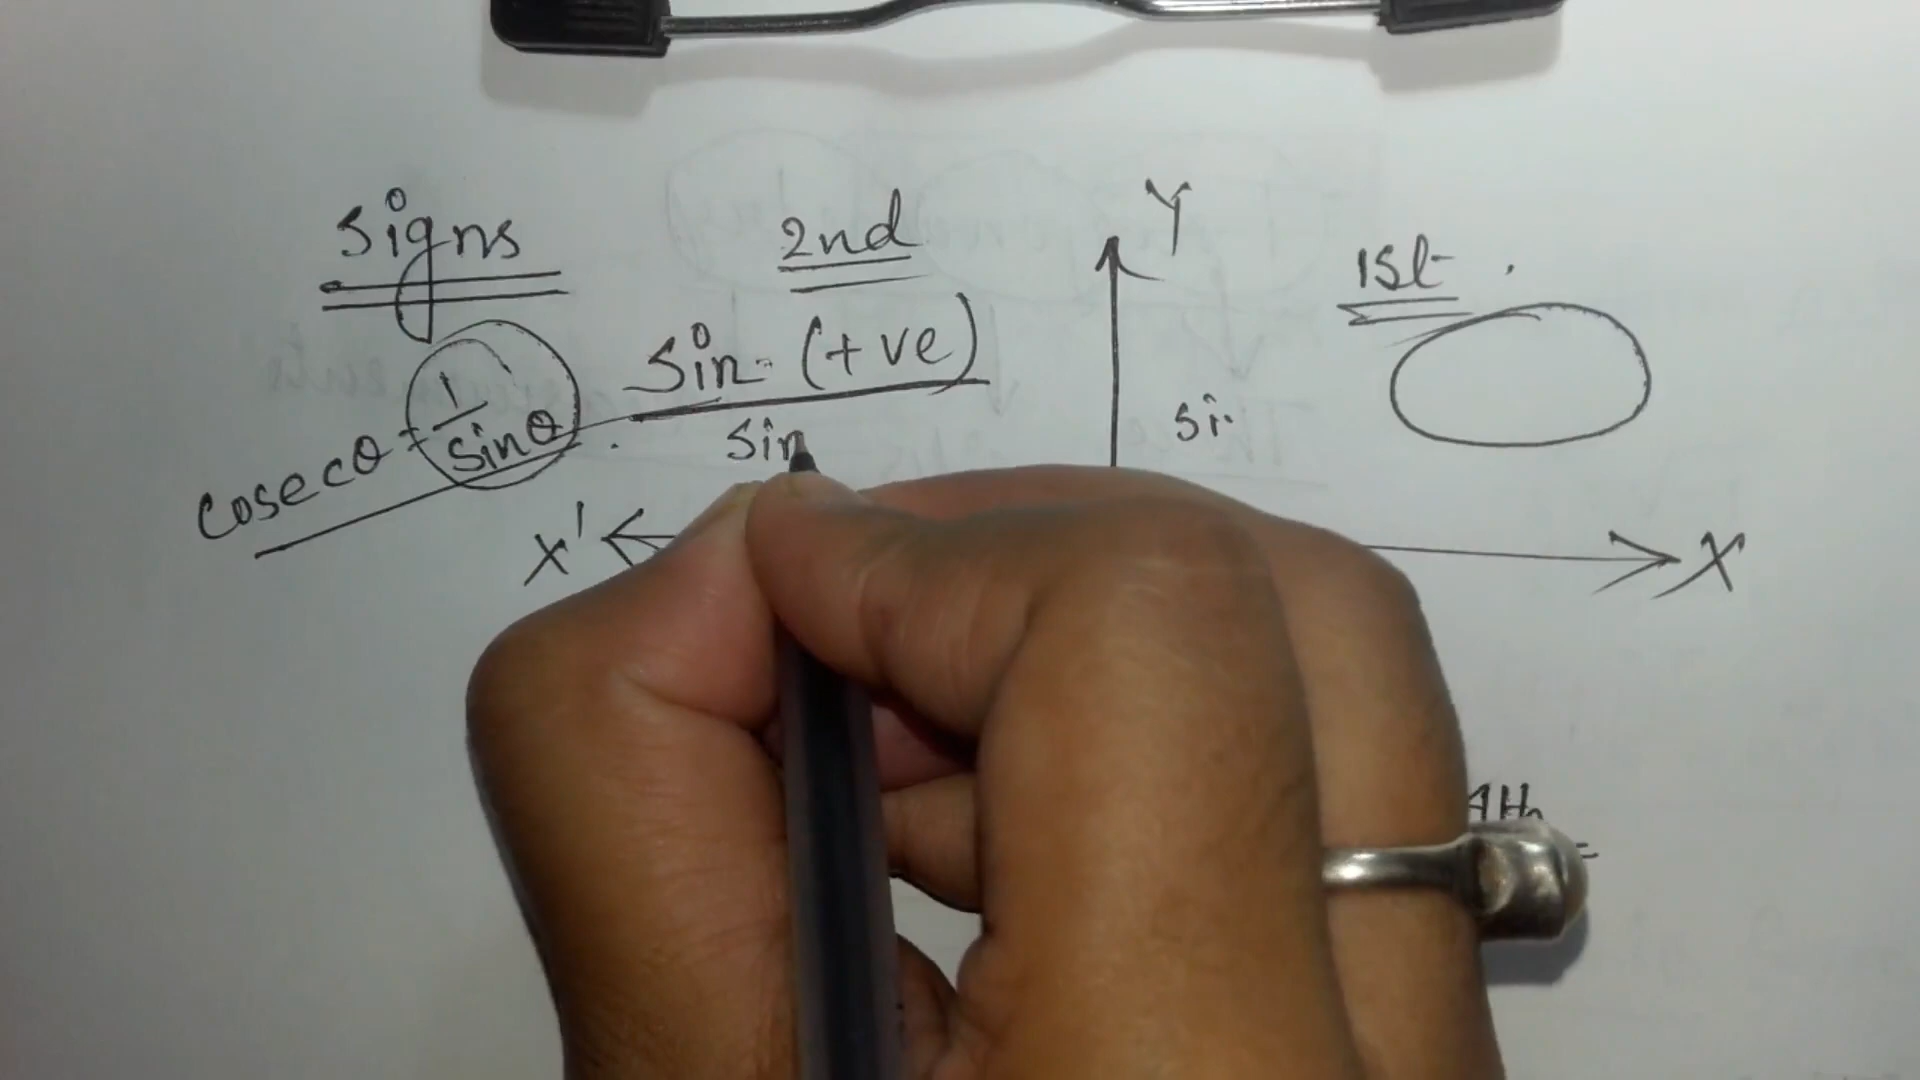 Signs
2nd
Y
1st
Sin (+ve)
cosecθ = 1/sinθ
Sin
Si
X'
X